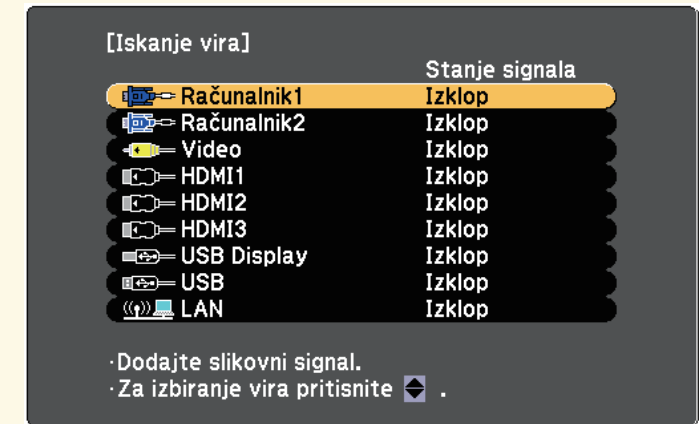 [Iskanje vira]
Stanje signala
Računalnik1 Izklop
Računalnik2 Izklop
Video Izklop
HDMI1 Izklop
HDMI2 Izklop
HDMI3 Izklop
USB Display Izklop
USB Izklop
LAN Izklop
·Dodajte slikovni signal.
·Za izbiranje vira pritisnite .